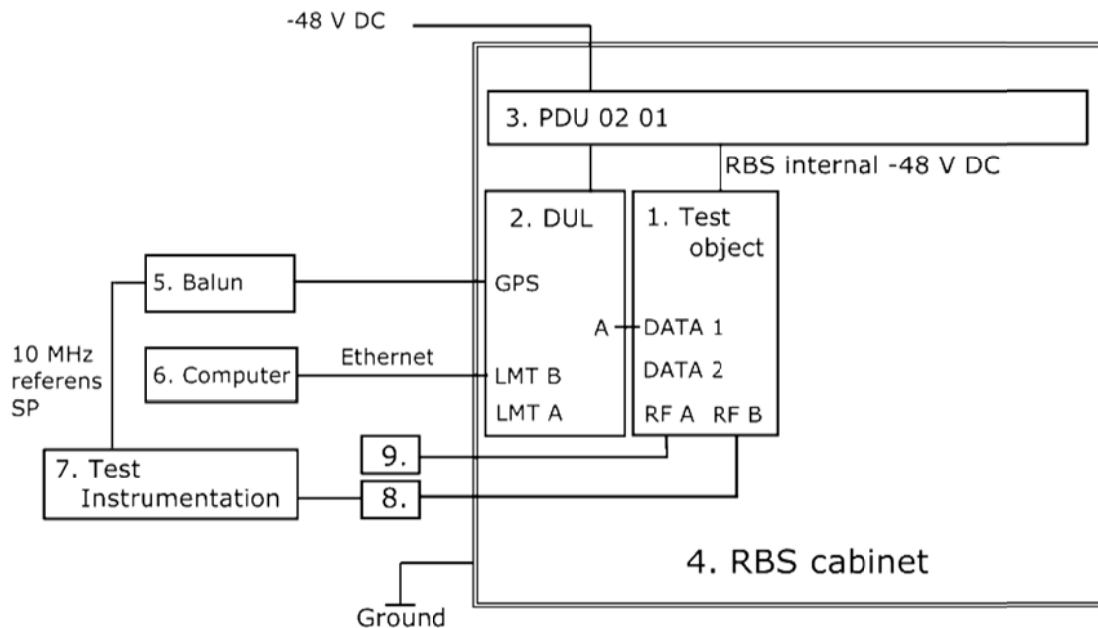 -48 V DC
3. PDU 02 01
RBS internal -48 V DC
2. DUL
1. Test
object
5. Balun
GPS
A
DATA 1
10 MHz
referens
SP
Ethernet
6. Computer
LMT B
DATA 2
LMT A
RF A
RF B
9.
7. Test
Instrumentation
8.
4. RBS cabinet
Ground